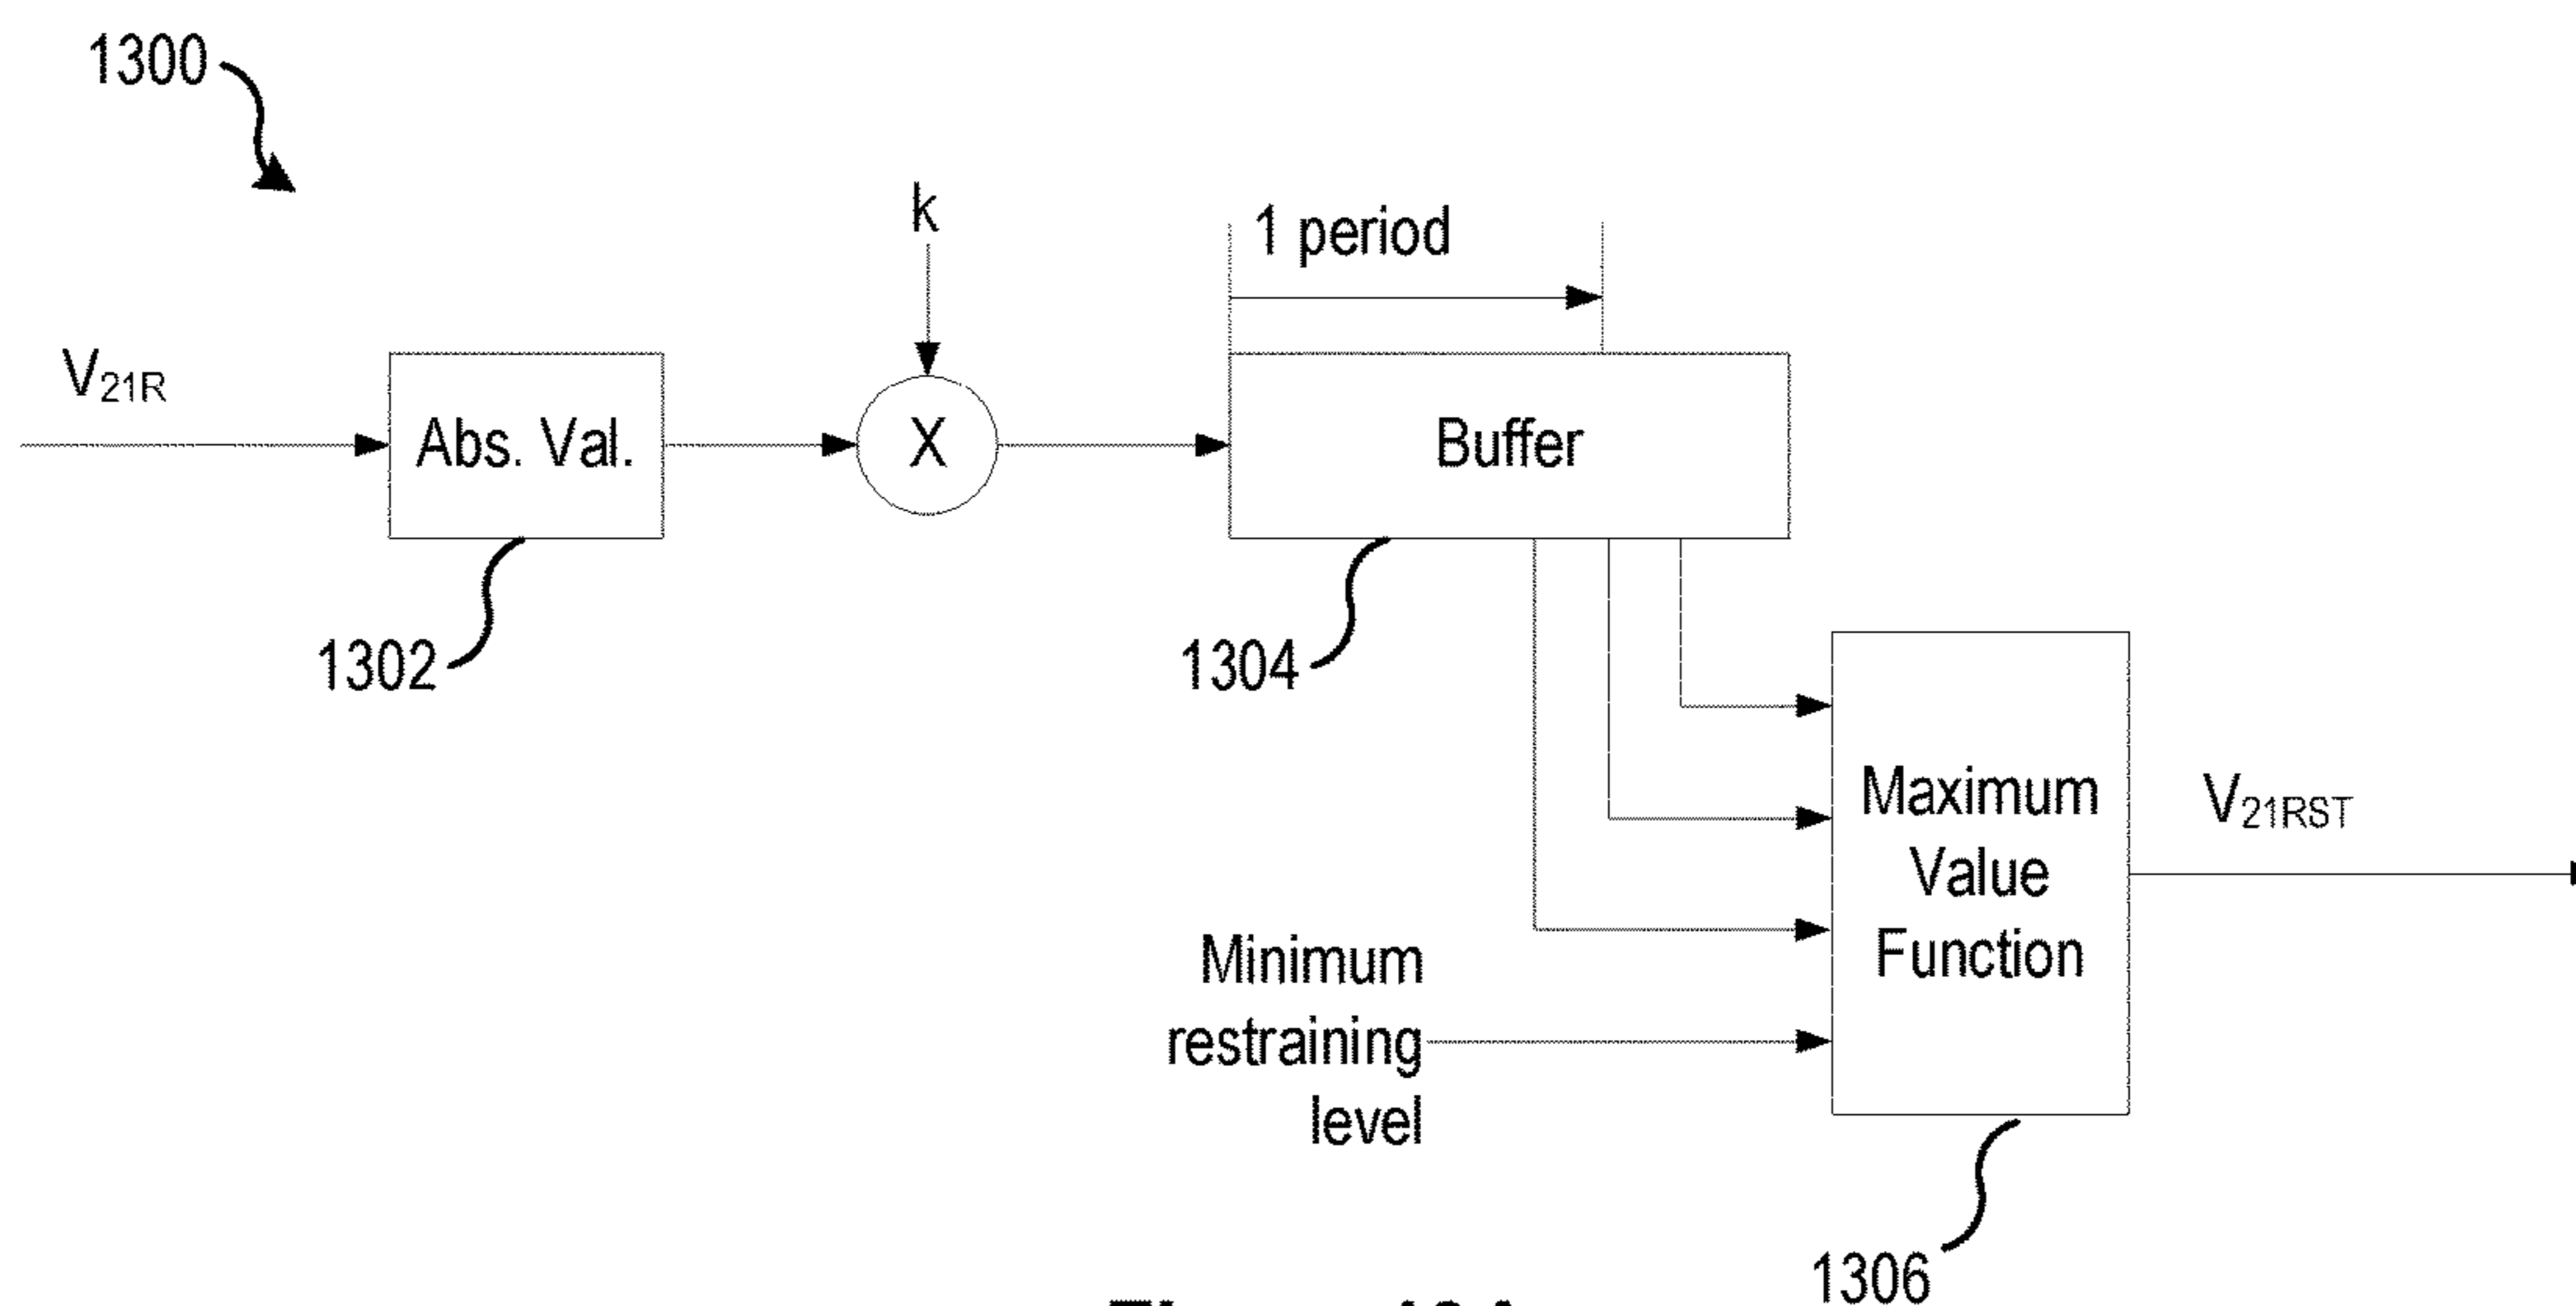 1300
k
1 period
V21R
Abs. Val.
X
Buffer
1302
1304
Maximum
Value
Function
V21RST
Minimum
restraining
level
1306